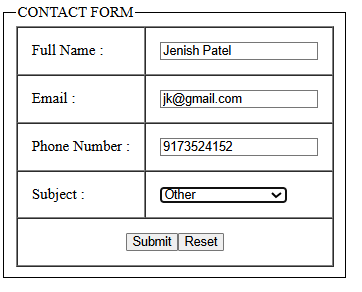 CONTACT FORM
Full Name : Jenish Patel
Email : jk@gmail.com
Phone Number : 9173524152
Subject : Other
Submit Reset